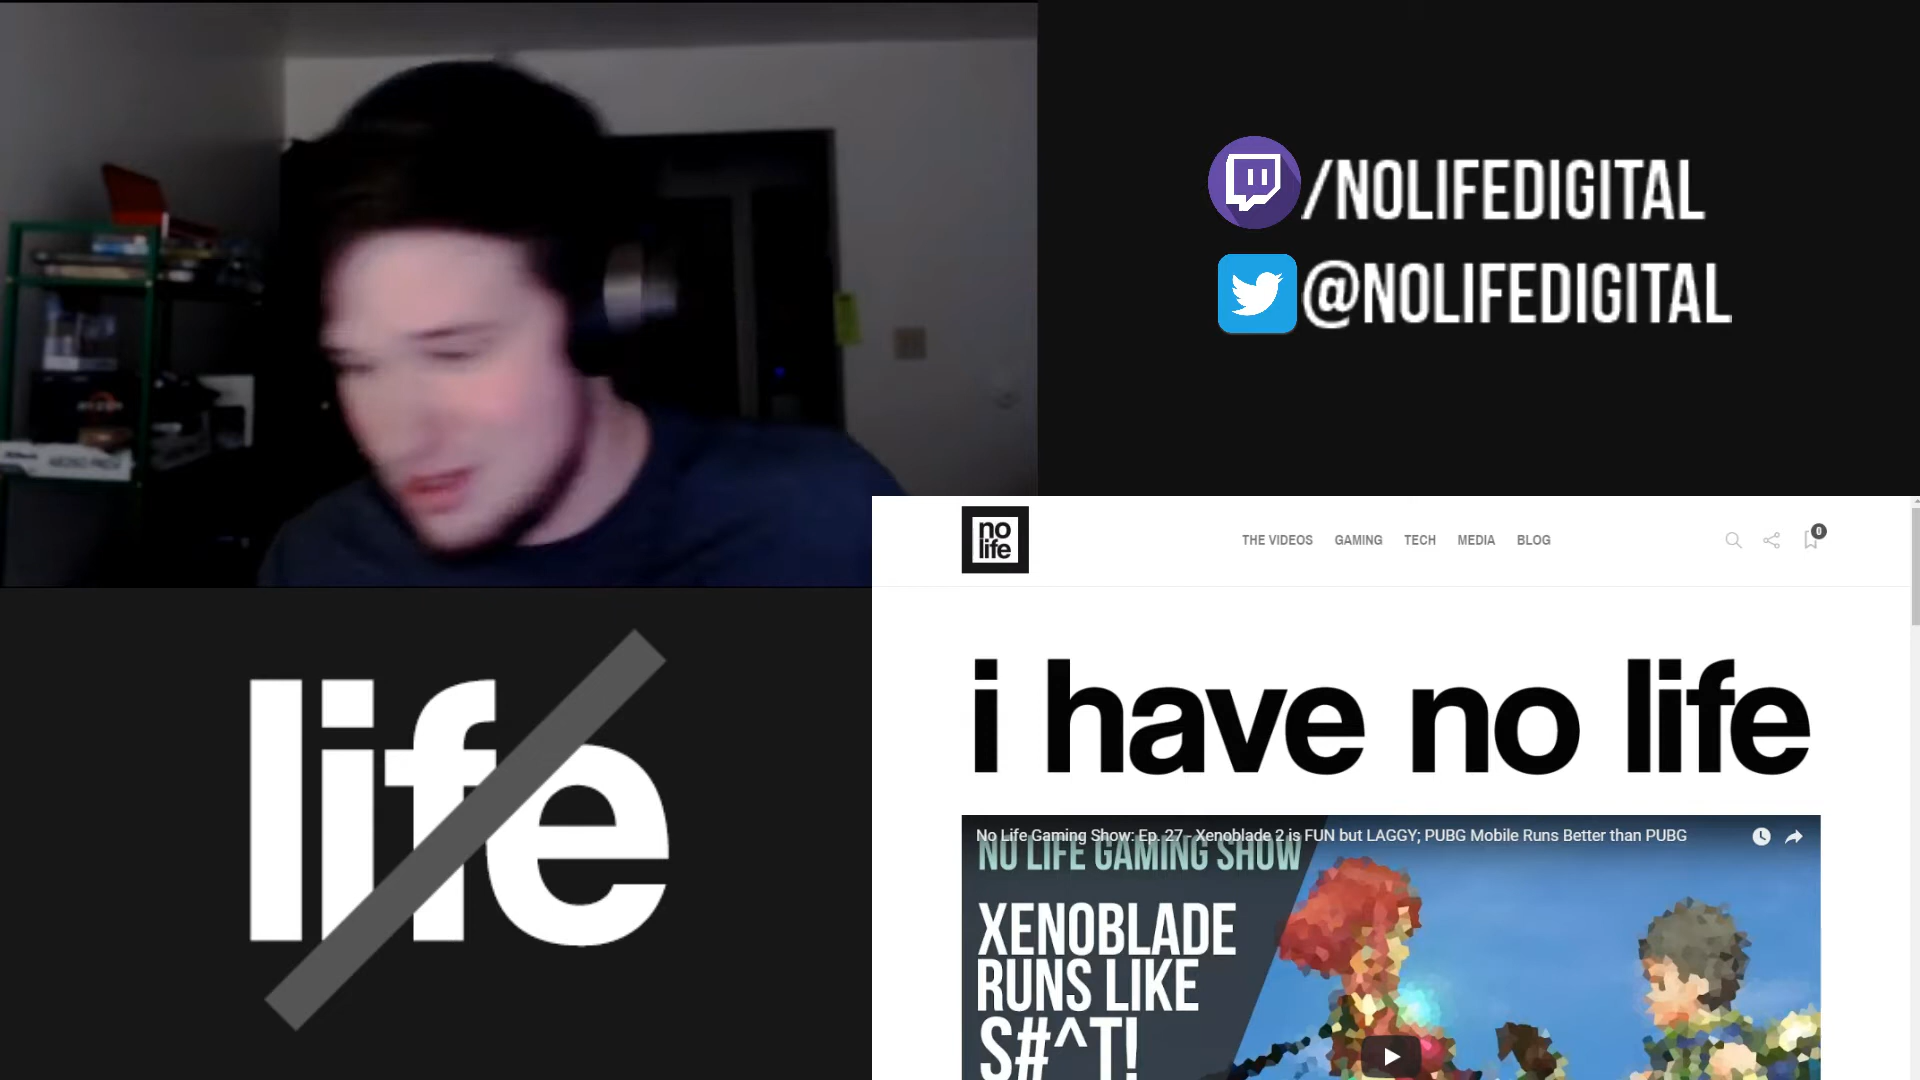 /NOLIFEDIGITAL
@NOLIFEDIGITAL
no
life
THE VIDEOS GAMING TECH MEDIA BLOG
0
i have no life
No Life Gaming Show: Ep. 27 - Xenoblade 2 is FUN but LAGGY; PUBG Mobile Runs Better than PUBG
NO LIFE GAMING SHOW
XENOBLADE
RUNS LIKE
S#^T!
life
RYZEN